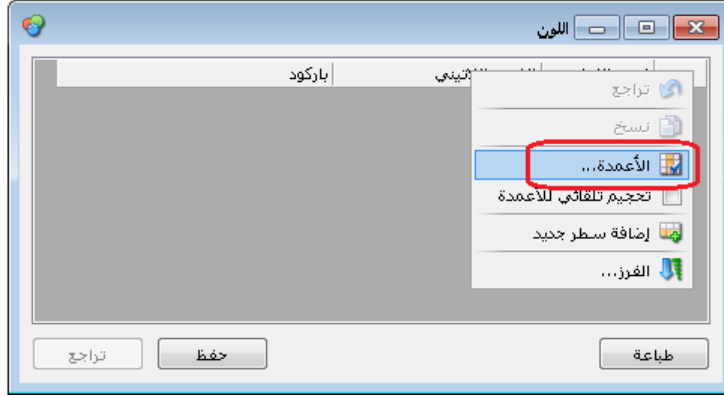 اللون
باركود
تراجع
نسخ
الأعمدة...
تحجيم تلقائي للأعمدة
إضافة سطر جديد
الفرز...
طباعة
حفظ
تراجع